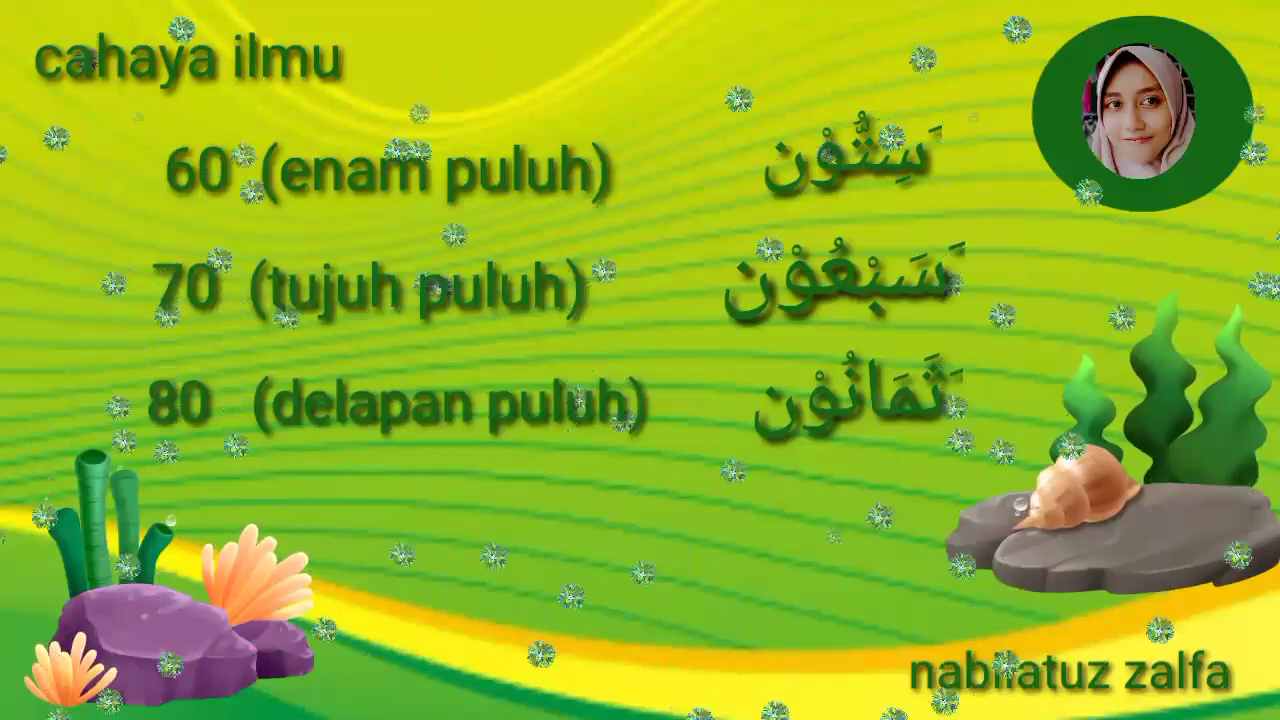 cahaya ilmu
60 (enam puluh) سِتُّوْنَ
70 (tujuh puluh) سَبْعُوْنَ
80 (delapan puluh) ثَمَانُوْنَ
nabilatuz zalfa